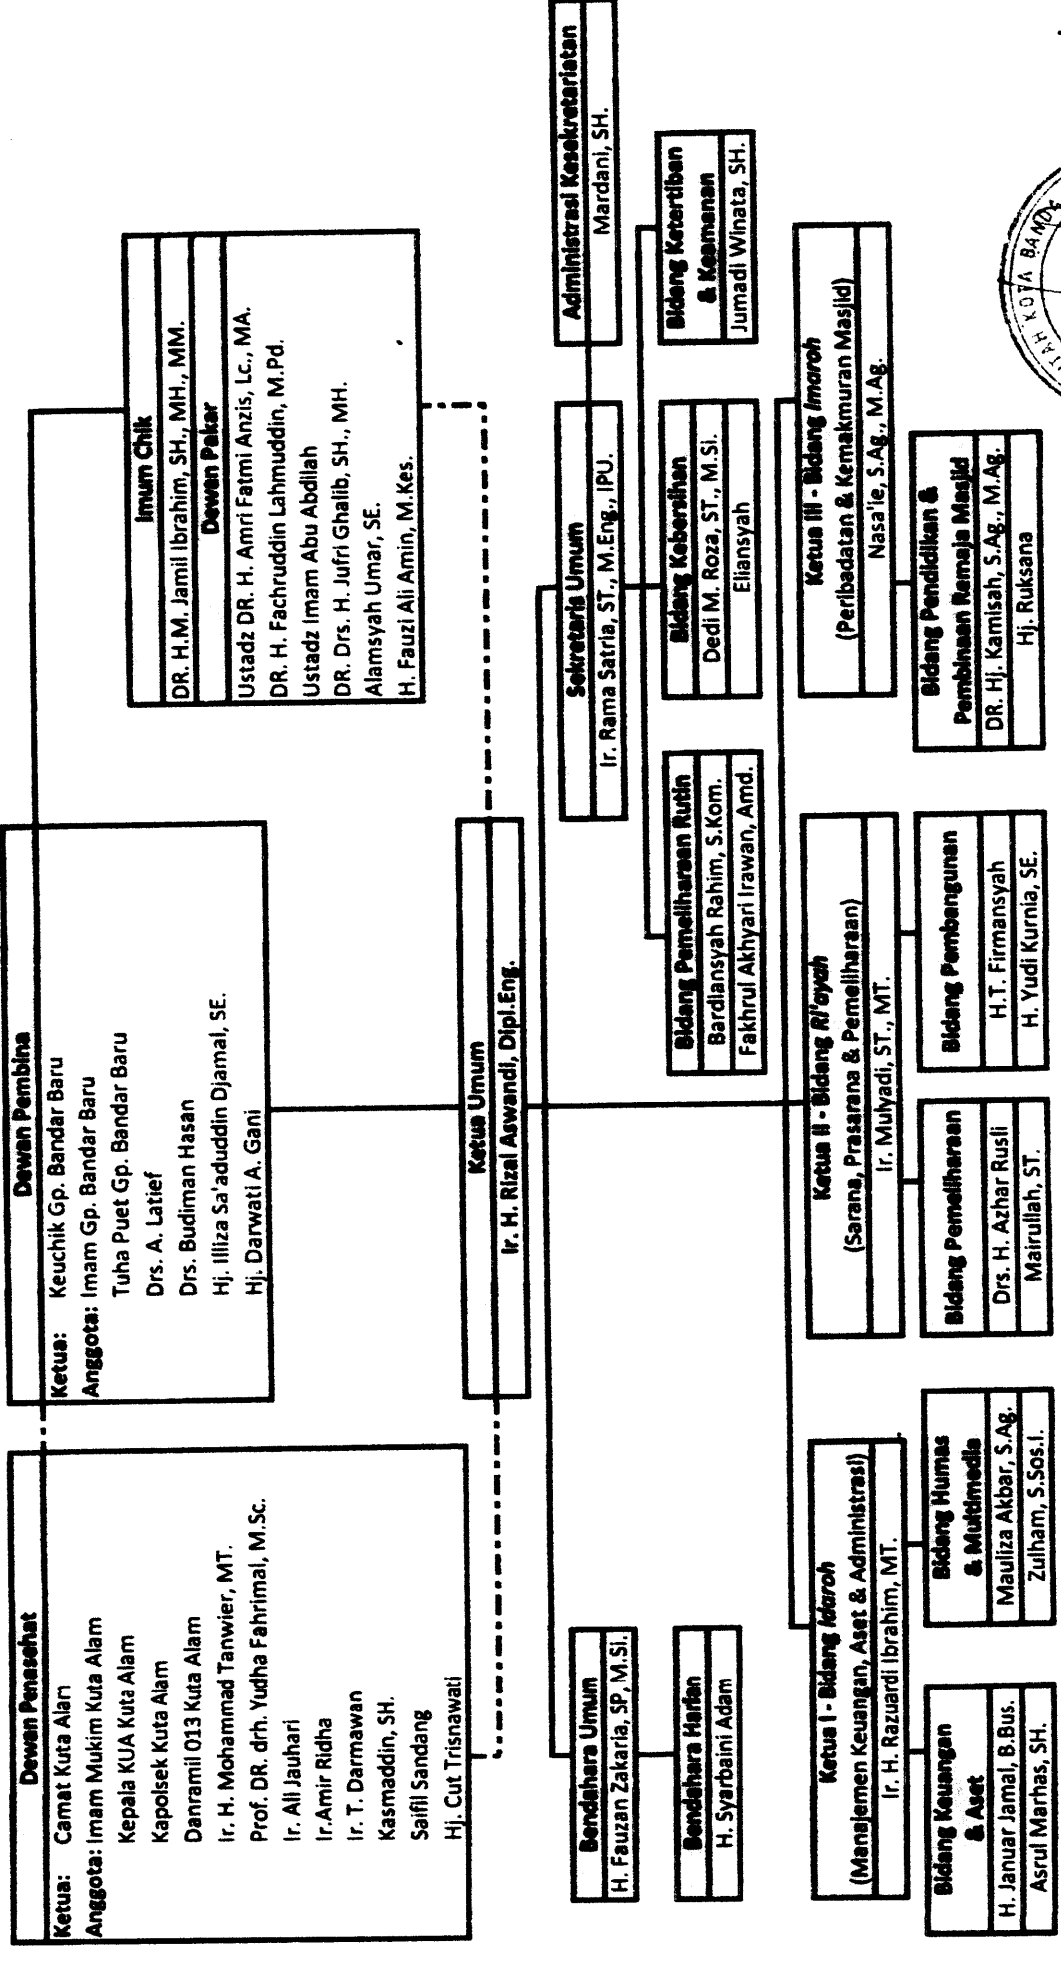 Dewan Penasehat
Ketua: Camat Kuta Alam
Anggota: Imam Mukim Kuta Alam
Kepala KUA Kuta Alam
Kapolsek Kuta Alam
Danramil 013 Kuta Alam
Ir. H. Mohammad Tanwier, MT.
Prof. DR. drh. Yudha Fahrimal, M.Sc.
Ir. Ali Jauhari
Ir.Amir Ridha
Ir. T. Darmawan
Kasmaddin, SH.
Saifil Sandang
Hj. Cut Trisnawati
Dewan Pembina
Ketua: Keuchik Gp. Bandar Baru
Anggota: Imam Gp. Bandar Baru
Tuha Puet Gp. Bandar Baru
Drs. A. Latief
Drs. Budiman Hasan
Hj. Illiza Sa'aduddin Djamal, SE.
Hj. Darwati A. Gani
Imum Chik
DR. H.M. Jamil Ibrahim, SH., MH., MM.
Dewan Pakar
Ustadz DR. H. Amri Fatmi Anzis, Lc., MA.
DR. H. Fachruddin Lahmuddin, M.Pd.
Ustadz Imam Abu Abdilah
DR. Drs. H. Jufri Ghalib, SH., MH.
Alamsyah Umar, SE.
H. Fauzi Ali Amin, M.Kes.
Ketua Umum
Ir. H. Rizal Aswandi, Dipl.Eng.
Bendahara Umum
H. Fauzan Zakaria, SP, M.Si.
Bendahara Harian
H. Syarbaini Adam
Sekretaris Umum
Ir. Rama Satria, ST., M.Eng., IPU.
Administrasi Kesekretariatan
Mardani, SH.
Bidang Pemeliharaan Rutin
Bardiansyah Rahim, S.Kom.
Fakhrul Akhyari Irawan, Amd.
Bidang Kebersihan
Dedi M. Roza, ST., M.Si.
Eliansyah
Bidang Ketertiban
& Keamanan
Jumadi Winata, SH.
Ketua I - Bidang Idaroh
(Manajemen Keuangan, Aset & Administrasi)
Ir. H. Razuardi Ibrahim, MT.
Ketua II - Bidang Ri'ayah
(Sarana, Prasarana & Pemeliharaan)
Ir. Mulyadi, ST., MT.
Ketua III - Bidang Imaroh
(Peribadatan & Kemakmuran Masjid)
Nasa'ie, S.Ag., M.Ag.
Bidang Keuangan
& Aset
H. Januar Jamal, B.Bus.
Asrul Marhas, SH.
Bidang Humas
& Multimedia
Mauliza Akbar, S.Ag.
Zulham, S.Sos.I.
Bidang Pemeliharaan
Drs. H. Azhar Rusli
Mairullah, ST.
Bidang Pembangunan
H.T. Firmansyah
H. Yudi Kurnia, SE.
Bidang Pendidikan &
Pembinaan Remaja Masjid
DR. Hj. Kamisah, S.Ag., M.Ag.
Hj. Ruksana
KOTA